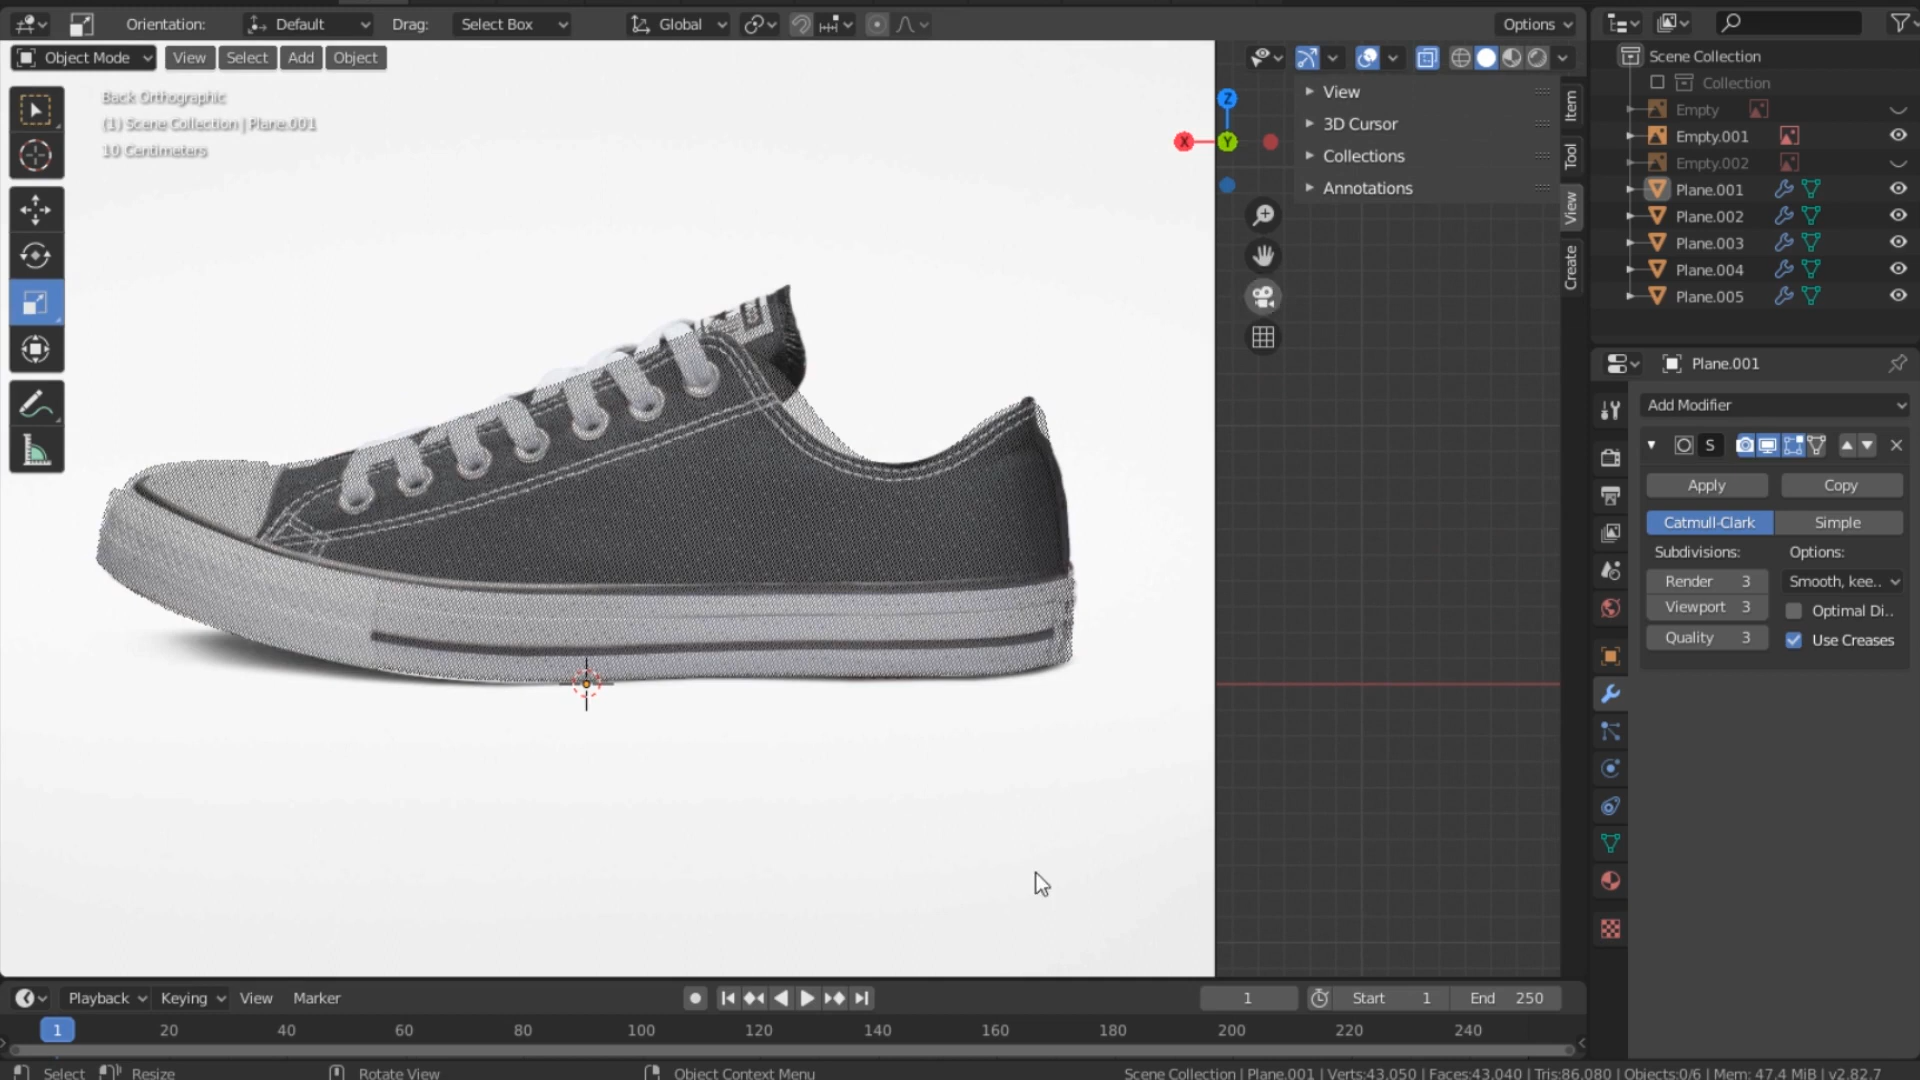 Orientation: Default Drag: Select Box Global Options
Object Mode View Select Add Object
Back Orthographic
(1) Scene Collection | Plane.001
10 Centimeters
Z
X
Y
View
3D Cursor
Collections
Annotations
Item
Tool
View
Create
Scene Collection
Collection
Empty
Empty.001
Empty.002
Plane.001
Plane.002
Plane.003
Plane.004
Plane.005
Plane.001
Add Modifier
S
Apply Copy
Catmull-Clark Simple
Subdivisions: Options:
Render 3 Smooth, kee..
Viewport 3 Optimal Di..
Quality 3 Use Creases
Playback Keying View Marker 1 Start 1 End 250
1 20 40 60 80 100 120 140 160 180 200 220 240
Select Resize Rotate View Object Context Menu Scene Collection | Plane.001 | Verts:43,050 | Faces:43,040 | Tris:86,080 | Objects:0/6 | Mem: 47.4 MiB | v2.82.7